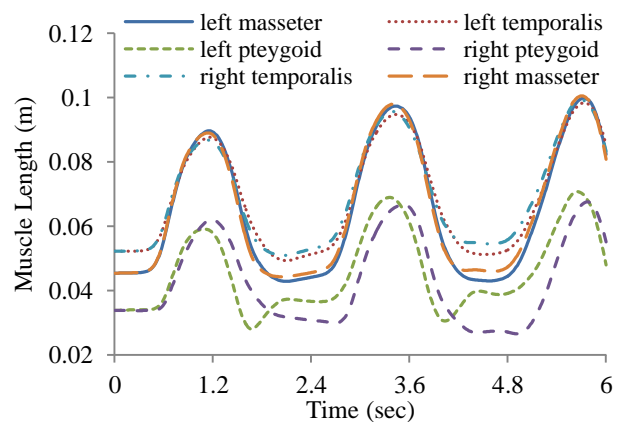 left masseter left temporalis
left pteygoid right pteygoid
right temporalis right masseter
0.12
0.1
0.08
0.06
0.04
0.02
Muscle Length (m)
0 1.2 2.4 3.6 4.8 6
Time (sec)